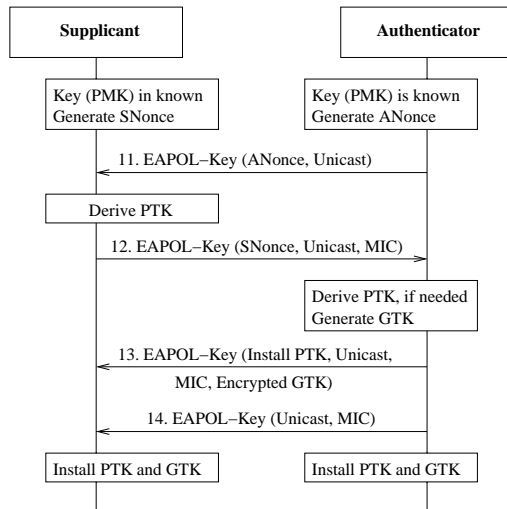 Supplicant
Authenticator
Key (PMK) in known
Generate SNonce
Key (PMK) is known
Generate ANonce
11. EAPOL−Key (ANonce, Unicast)
Derive PTK
12. EAPOL−Key (SNonce, Unicast, MIC)
Derive PTK, if needed
Generate GTK
13. EAPOL−Key (Install PTK, Unicast,
MIC, Encrypted GTK)
14. EAPOL−Key (Unicast, MIC)
Install PTK and GTK
Install PTK and GTK